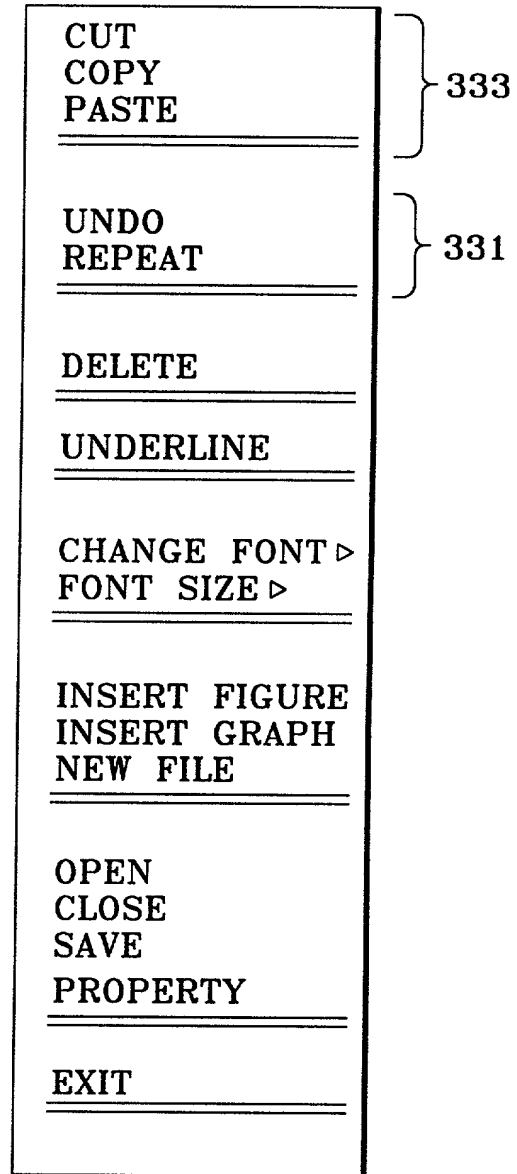 CUT
COPY
PASTE
333
UNDO
REPEAT
331
DELETE
UNDERLINE
CHANGE FONT ▷
FONT SIZE ▷
INSERT FIGURE
INSERT GRAPH
NEW FILE
OPEN
CLOSE
SAVE
PROPERTY
EXIT